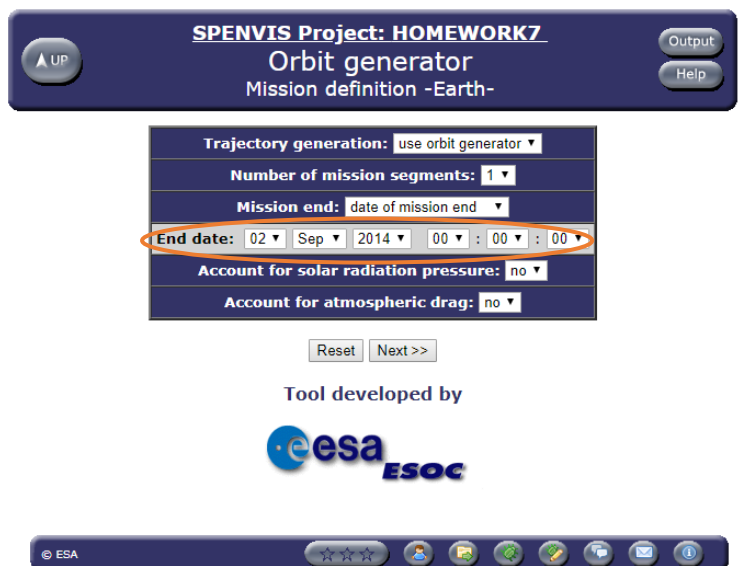 UP
SPENVIS Project: HOMEWORK7
Orbit generator
Mission definition -Earth-
Output
Help
Trajectory generation: use orbit generator
Number of mission segments: 1
Mission end: date of mission end
End date: 02 Sep 2014 00 : 00 : 00
Account for solar radiation pressure: no
Account for atmospheric drag: no
Reset Next >>
Tool developed by
esa
ESOC
© ESA